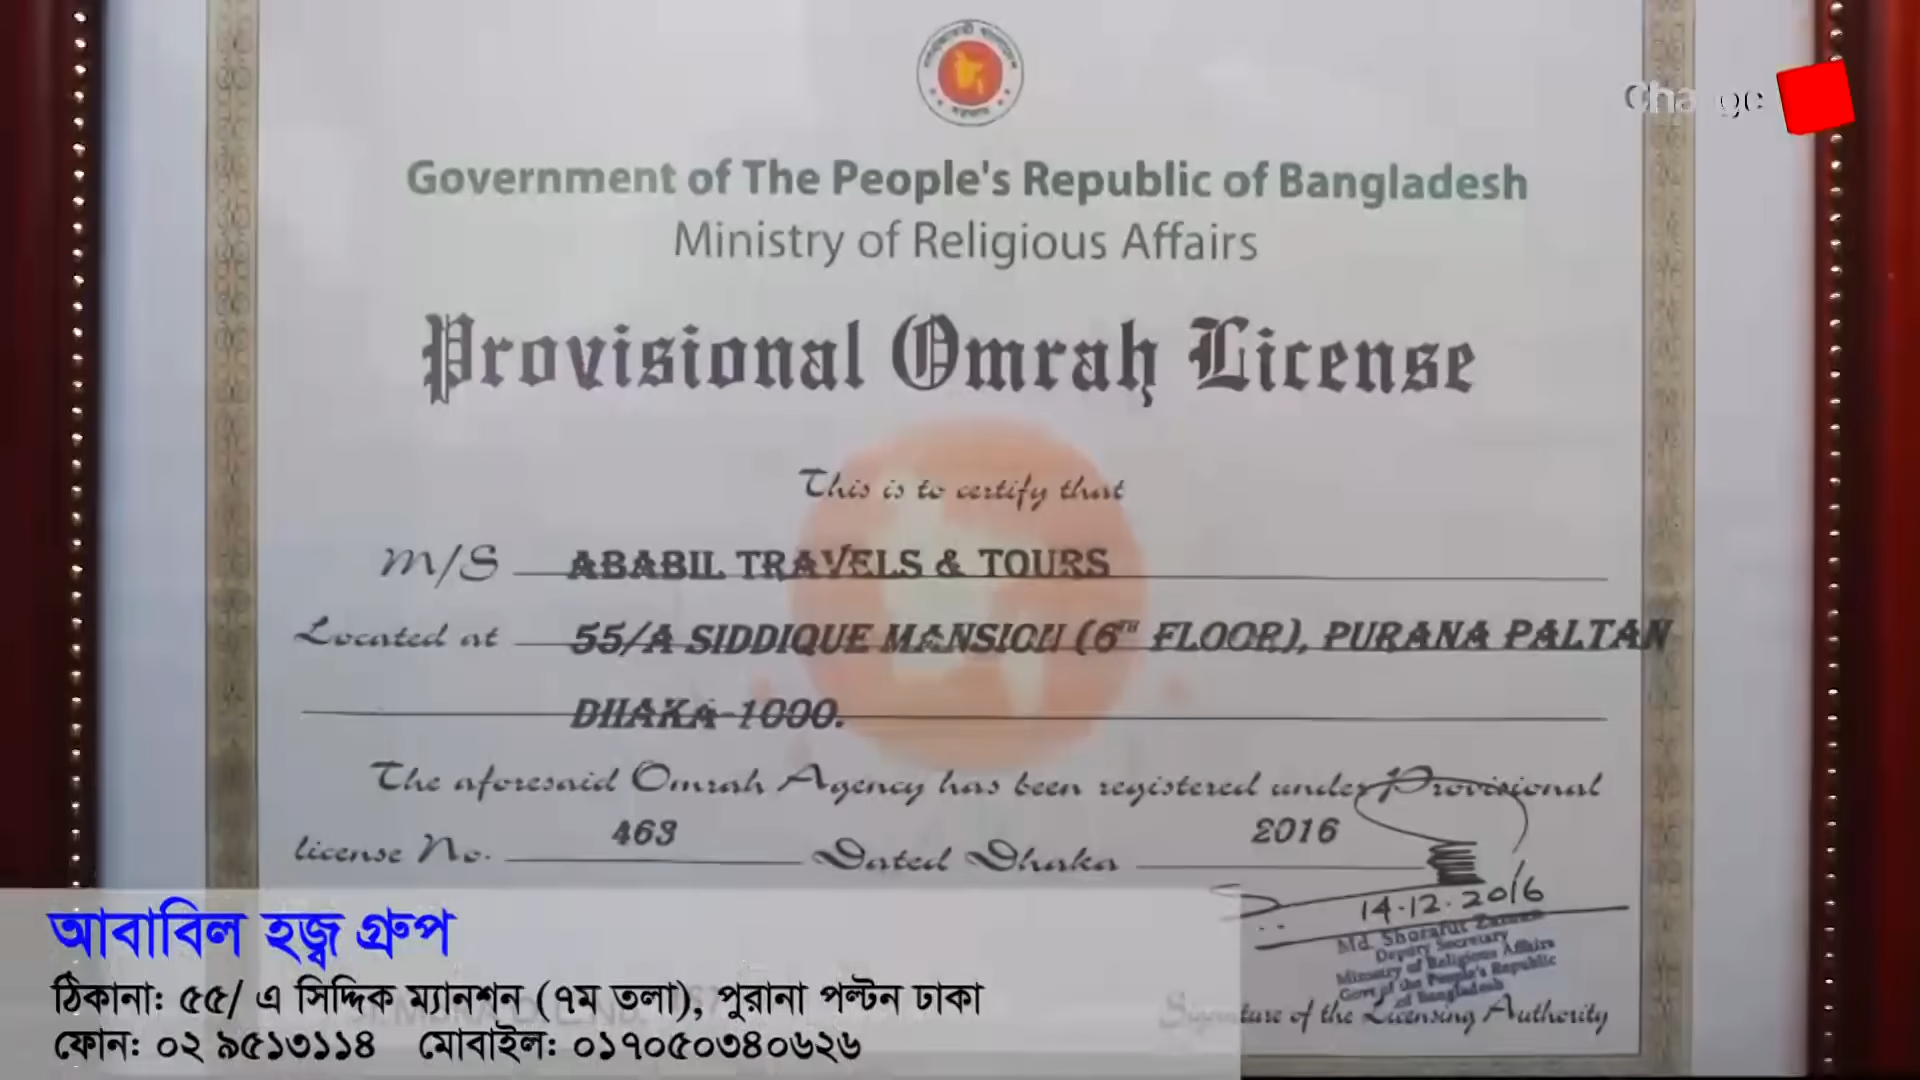 Change
Government of The People's Republic of Bangladesh
Ministry of Religious Affairs
Provisional Omrah License
This is to certify that
M/S ABABIL TRAVELS & TOURS
Located at 55/A SIDDIQUE MANSION (6TH FLOOR), PURANA PALTAN
DHAKA-1000.
The aforesaid Omrah Agency has been registered under Provisional
license No. 463 Dated Dhaka 2016
14.12.2016
Md. Shorafut Zaman
Deputy Secretary
Ministry of Religious Affairs
Govt of the People's Republic
of Bangladesh
Signature of the Licensing Authority
আবাবিল হজ্ব গ্রুপ
ঠিকানা: ৫৫/ এ সিদ্দিক ম্যানশন (৭ম তলা), পুরানা পল্টন ঢাকা
ফোন: ০২ ৯৫১৩১১৪ মোবাইল: ০১৭০৫০৩৪০৬২৬